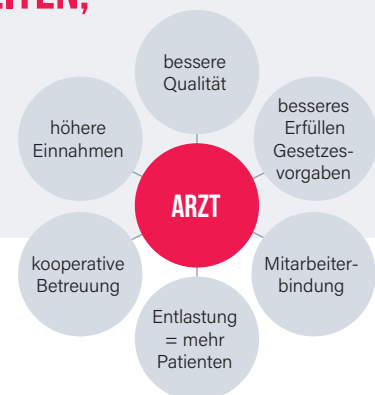 bessere
Qualität
besseres
Erfüllen
Gesetzes-
vorgaben
höhere
Einnahmen
ARZT
kooperative
Betreuung
Mitarbeiter-
bindung
Entlastung
= mehr
Patienten